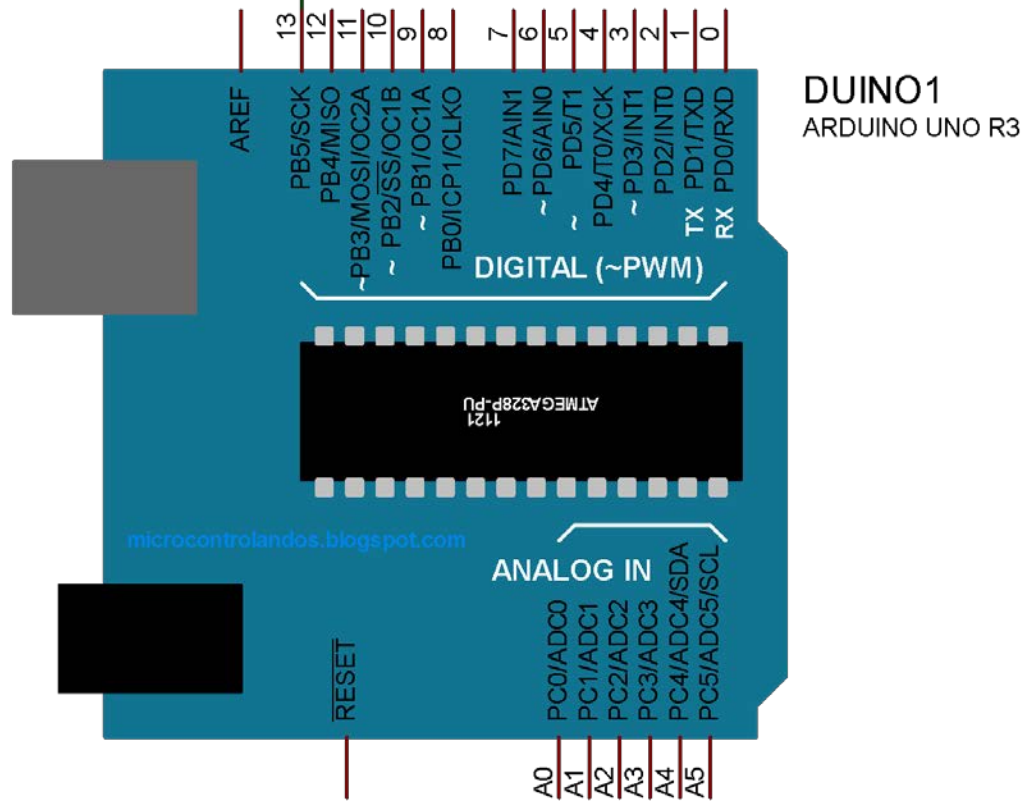 13
12
11
10
9
8
7
6
5
4
3
2
1
0
DUINO1
ARDUINO UNO R3
AREF
PB5/SCK
PB4/MISO
~PB3/MOSI/OC2A
~ PB2/SS/OC1B
~ PB1/OC1A
PB0/ICP1/CLKO
PD7/AIN1
~ PD6/AIN0
~ PD5/T1
PD4/T0/XCK
~ PD3/INT1
PD2/INT0
TX PD1/TXD
RX PD0/RXD
DIGITAL (~PWM)
ATMEGA328P-PU
1121
microcontrolandos.blogspot.com
ANALOG IN
RESET
PC0/ADC0
PC1/ADC1
PC2/ADC2
PC3/ADC3
PC4/ADC4/SDA
PC5/ADC5/SCL
A0
A1
A2
A3
A4
A5